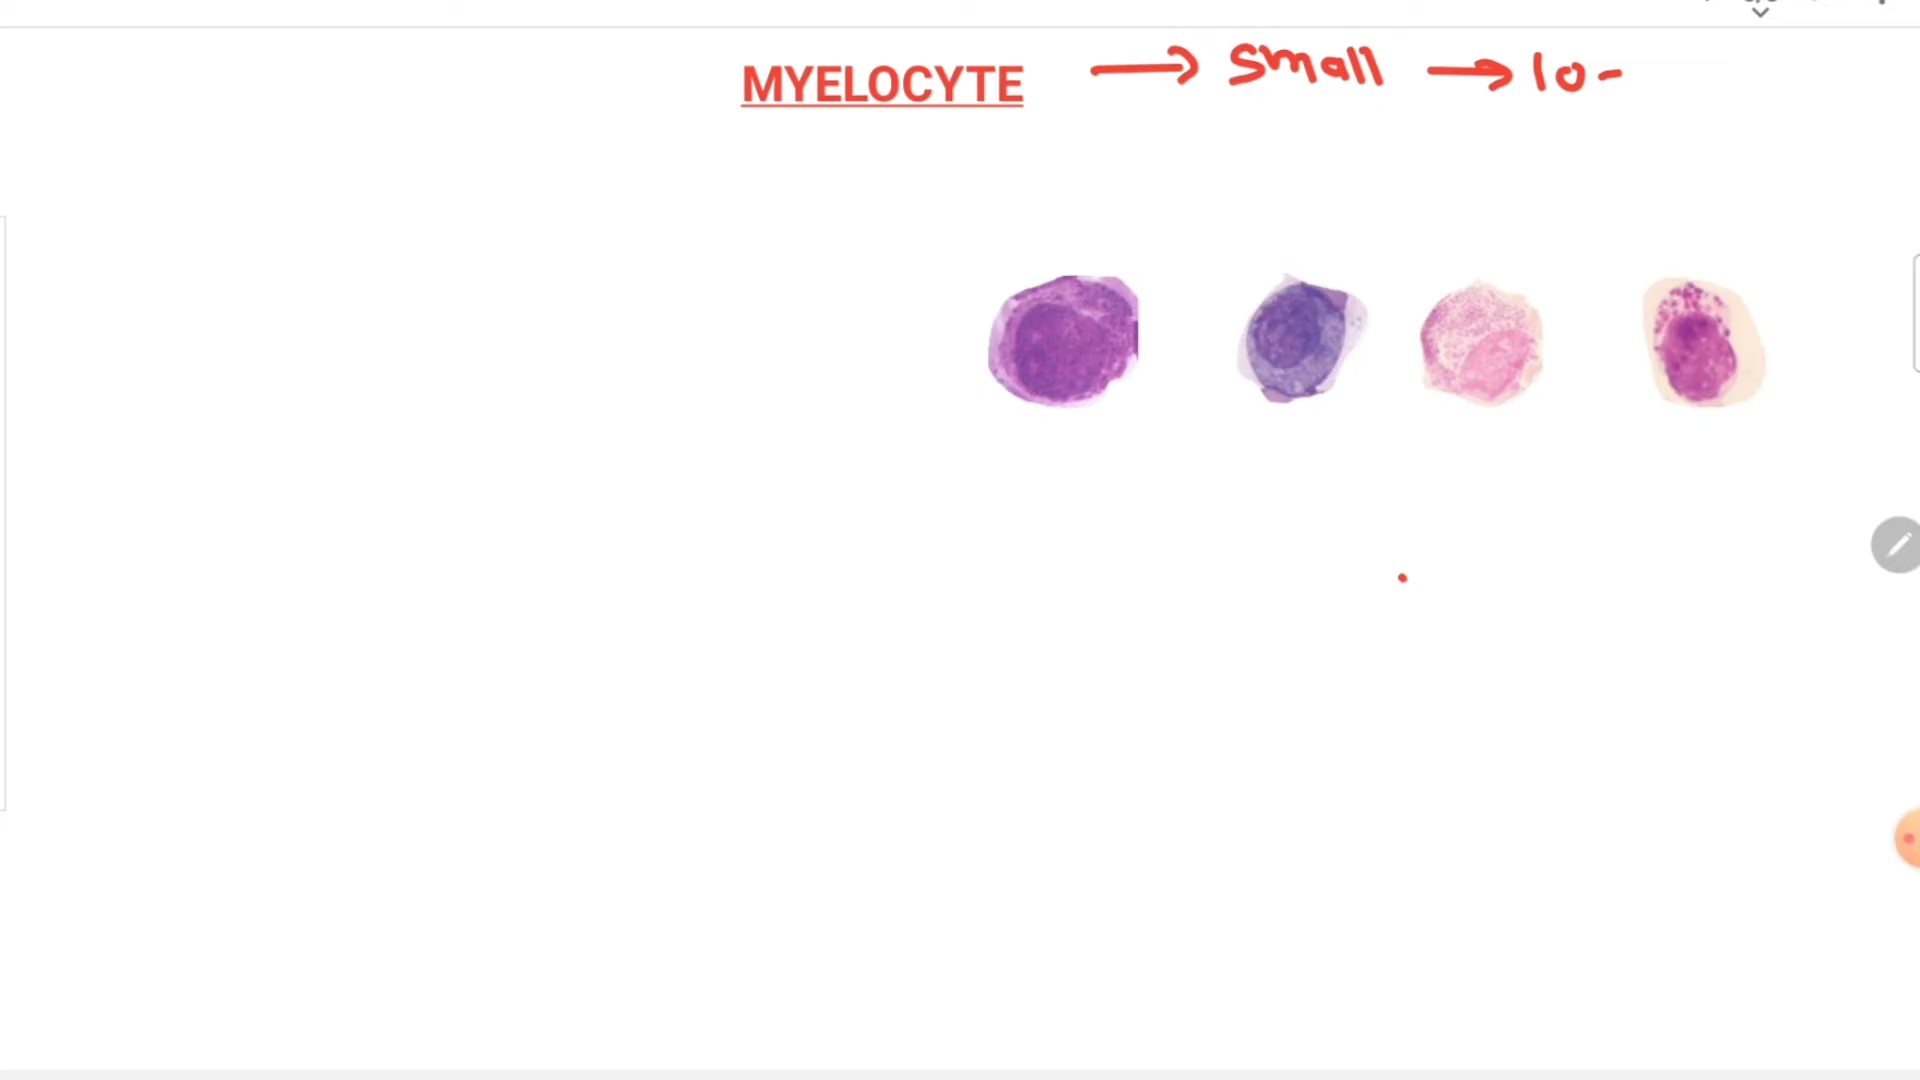 MYELOCYTE → small → 10 -